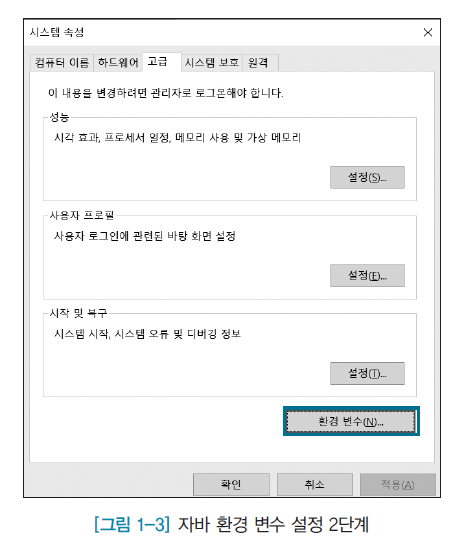 시스템 속성
컴퓨터 이름 하드웨어 고급 시스템 보호 원격
이 내용을 변경하려면 관리자로 로그온해야 합니다.
성능
시각 효과, 프로세서 일정, 메모리 사용 및 가상 메모리
설정(S)...
사용자 프로필
사용자 로그인에 관련된 바탕 화면 설정
설정(E)...
시작 및 복구
시스템 시작, 시스템 오류 및 디버깅 정보
설정(T)...
환경 변수(N)...
확인 취소 적용(A)
[그림 1-3] 자바 환경 변수 설정 2단계